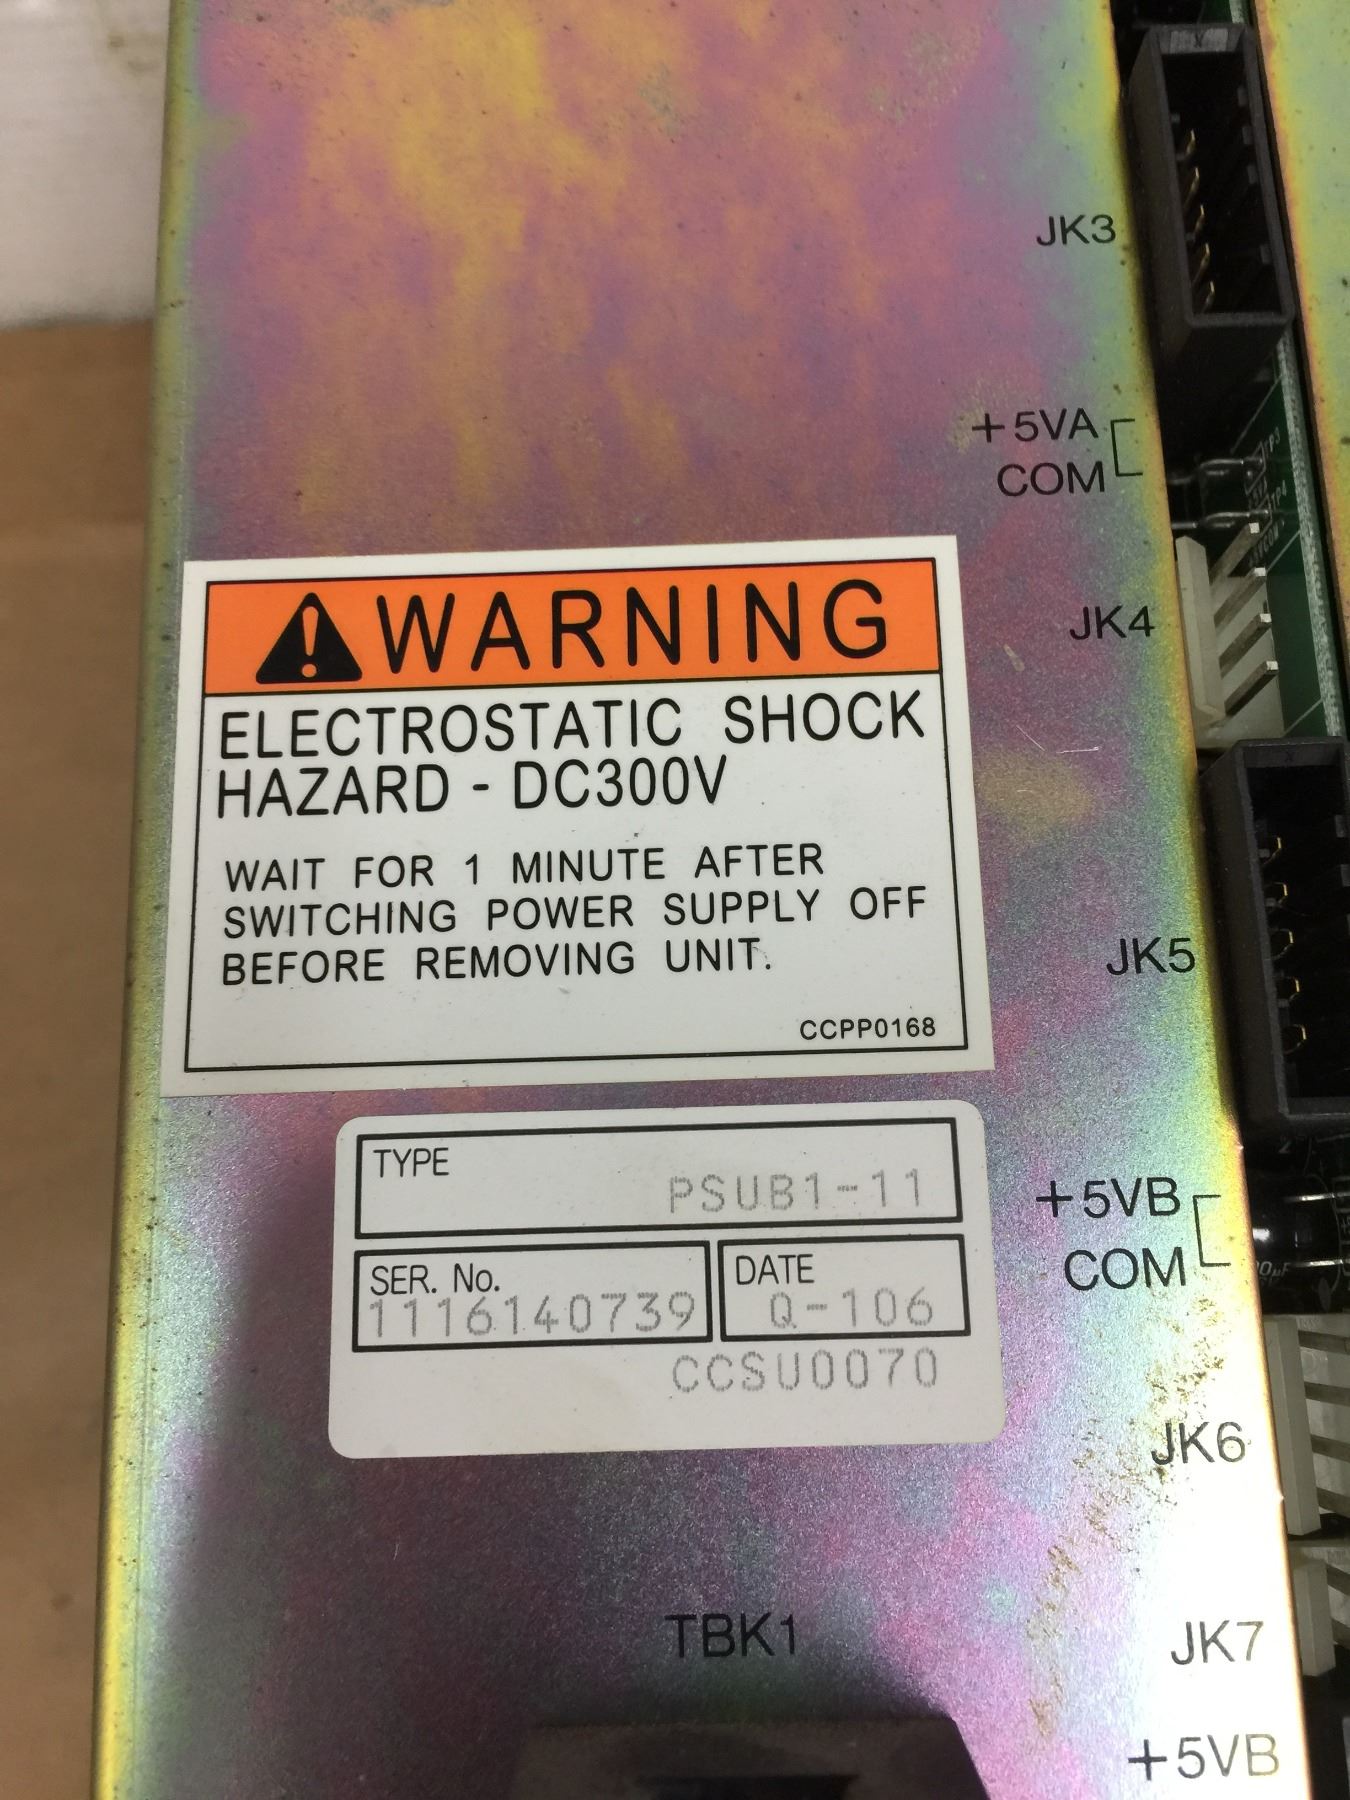 JK3
+5VA
COM
JK4
WARNING
ELECTROSTATIC SHOCK
HAZARD - DC300V
WAIT FOR 1 MINUTE AFTER
SWITCHING POWER SUPPLY OFF
BEFORE REMOVING UNIT.
CCPP0168
JK5
TYPE
PSUB1-11
SER. No.
1116140739
DATE
Q-106
CCSU0070
+5VB
COM
JK6
TBK1
JK7
+5VB